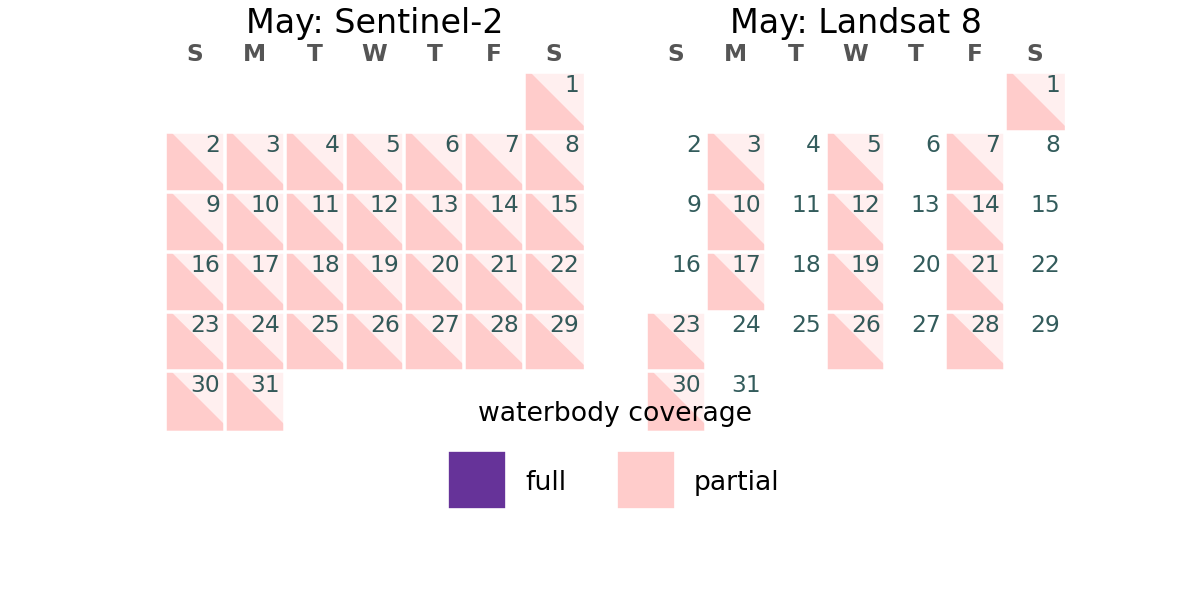 May: Sentinel-2
S M T W T F S
1
2 3 4 5 6 7 8
9 10 11 12 13 14 15
16 17 18 19 20 21 22
23 24 25 26 27 28 29
30 31
May: Landsat 8
S M T W T F S
1
2 3 4 5 6 7 8
9 10 11 12 13 14 15
16 17 18 19 20 21 22
23 24 25 26 27 28 29
30 31
waterbody coverage
full partial